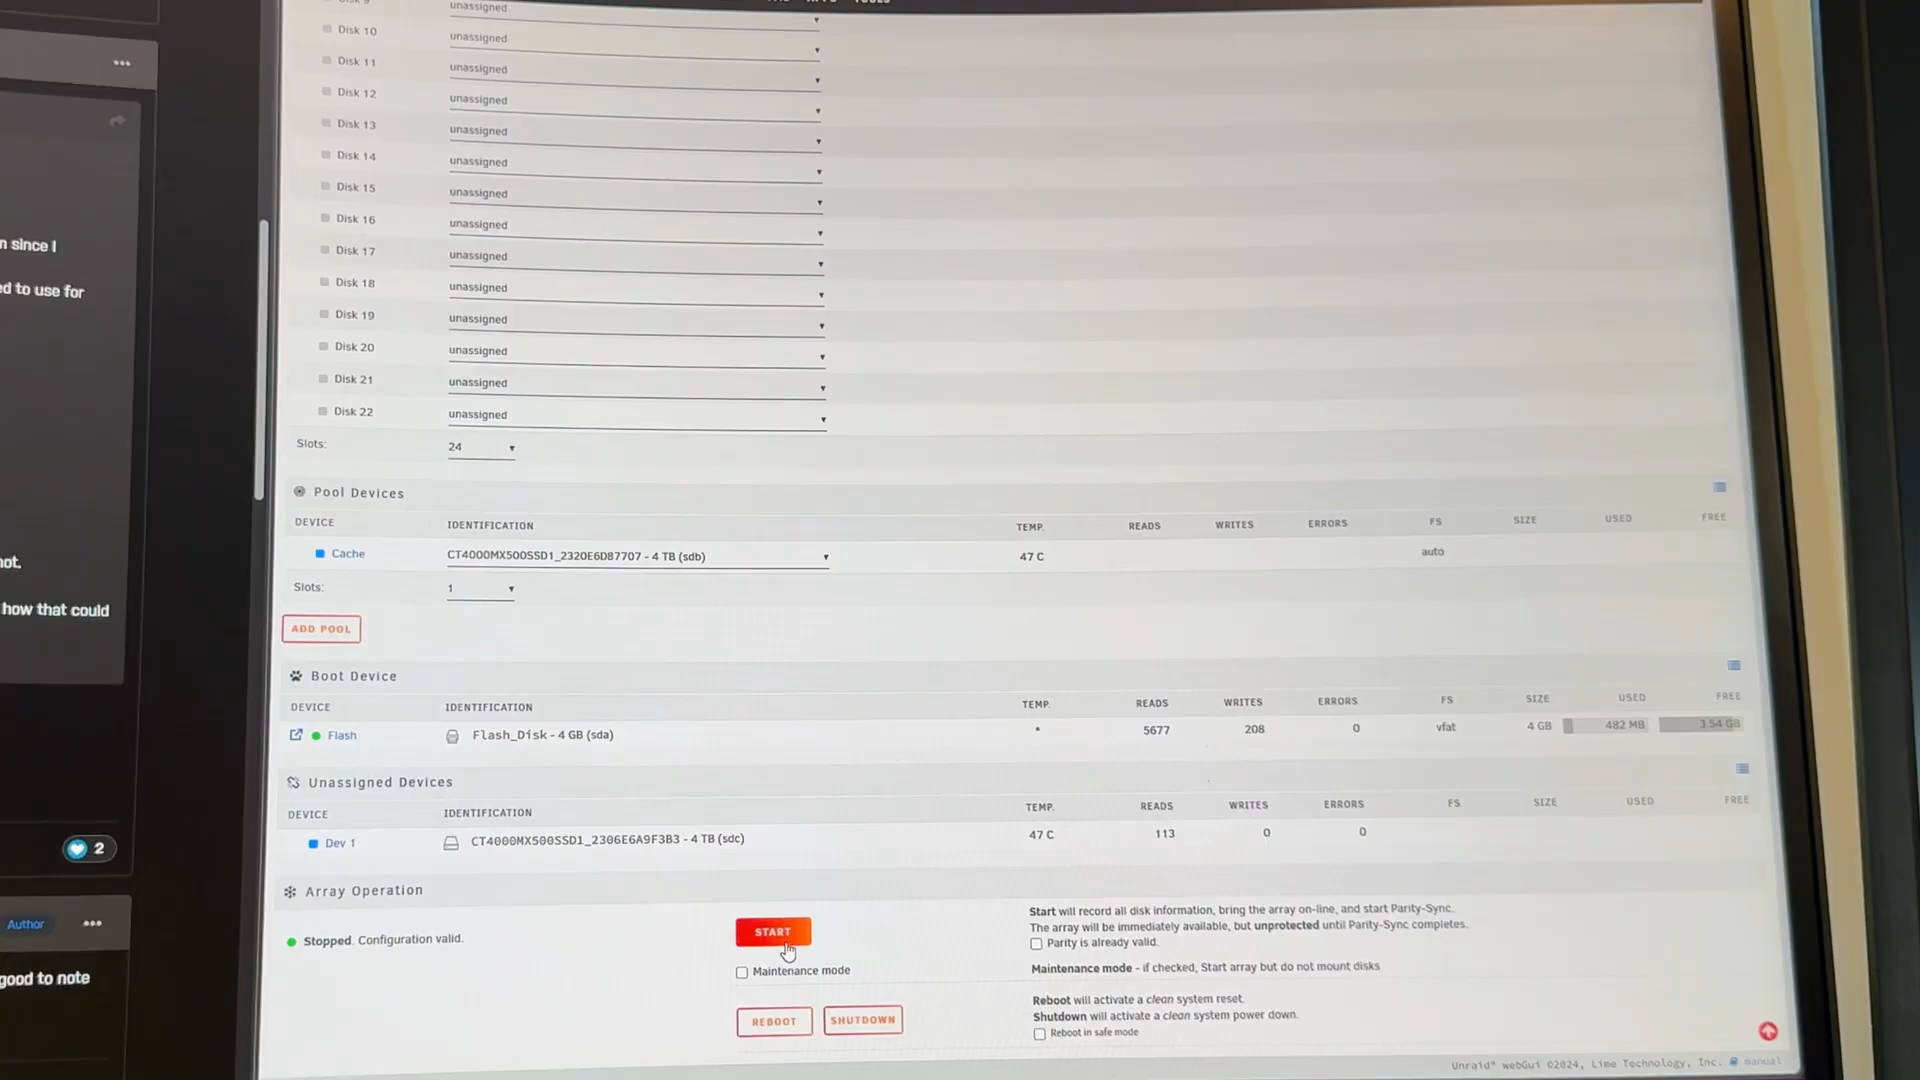 TOOLS
unassigned
Disk 10 unassigned
Disk 11 unassigned
Disk 12 unassigned
Disk 13 unassigned
Disk 14 unassigned
Disk 15 unassigned
Disk 16 unassigned
Disk 17 unassigned
Disk 18 unassigned
Disk 19 unassigned
Disk 20 unassigned
Disk 21 unassigned
Disk 22 unassigned
Slots: 24
Pool Devices
DEVICE IDENTIFICATION TEMP. READS WRITES ERRORS FS SIZE USED FREE
Cache CT4000MX500SSD1_2320E6D87707 - 4 TB (sdb) 47 C auto
Slots: 1
ADD POOL
Boot Device
DEVICE IDENTIFICATION TEMP. READS WRITES ERRORS FS SIZE USED FREE
Flash Flash_Disk - 4 GB (sda) * 5677 208 0 vfat 4 GB 482 MB 3.54 GB
Unassigned Devices
DEVICE IDENTIFICATION TEMP. READS WRITES ERRORS FS SIZE USED FREE
Dev 1 CT4000MX500SSD1_2306E6A9F3B3 - 4 TB (sdc) 47 C 113 0 0
Array Operation
Stopped. Configuration valid.
START
Start will record all disk information, bring the array on-line, and start Parity-Sync.
The array will be immediately available, but unprotected until Parity-Sync completes.
Parity is already valid.
Maintenance mode
Maintenance mode - if checked, Start array but do not mount disks
REBOOT SHUTDOWN
Reboot will activate a clean system reset.
Shutdown will activate a clean system power down.
Reboot in safe mode
Unraid® webGui ©2024, Lime Technology, Inc. manual
n since I
ed to use for
not.
how that could
2
Author
good to note